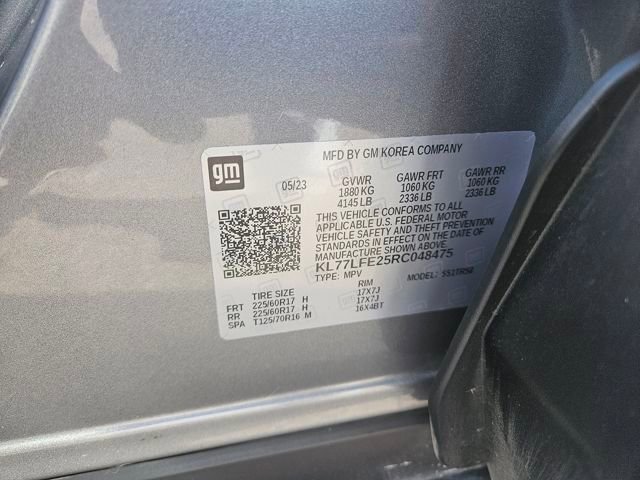 gm
MFD BY GM KOREA COMPANY
05/23 GVWR GAWR FRT GAWR RR
1880 KG 1060 KG 1060 KG
4145 LB 2336 LB 2336 LB
THIS VEHICLE CONFORMS TO ALL
APPLICABLE U.S. FEDERAL MOTOR
VEHICLE SAFETY AND THEFT
STANDARDS IN EFFECT ON THE DATE
OF MANUFACTURE SHOWN ABOVE.
KL77LFE25RC048475
TYPE: MPV MODEL:
TIRE SIZE RIM
FRT 225/60R17 H 17X7J
RR 225/60R17 H 17X7J
SPA T125/70R16 M 16X4BT